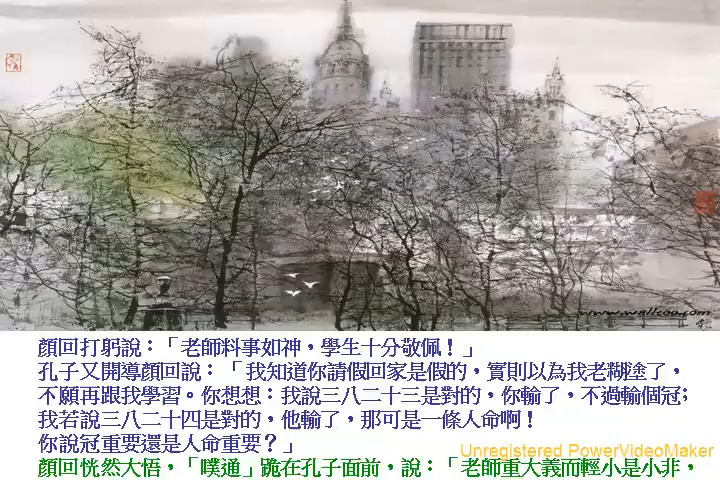 www.wallcoo.com
顏回打躬說：「老師料事如神，學生十分敬佩！」
孔子又開導顏回說：「我知道你請假回家是假的，實則以為我老糊塗了，
不願再跟我學習。你想想：我說三八二十三是對的，你輸了，不過輸個冠;
我若說三八二十四是對的，他輸了，那可是一條人命啊！
你說冠重要還是人命重要？」
Unregistered PowerVideoMaker
顏回恍然大悟，「噗通」跪在孔子面前，說：「老師重大義而輕小是小非，